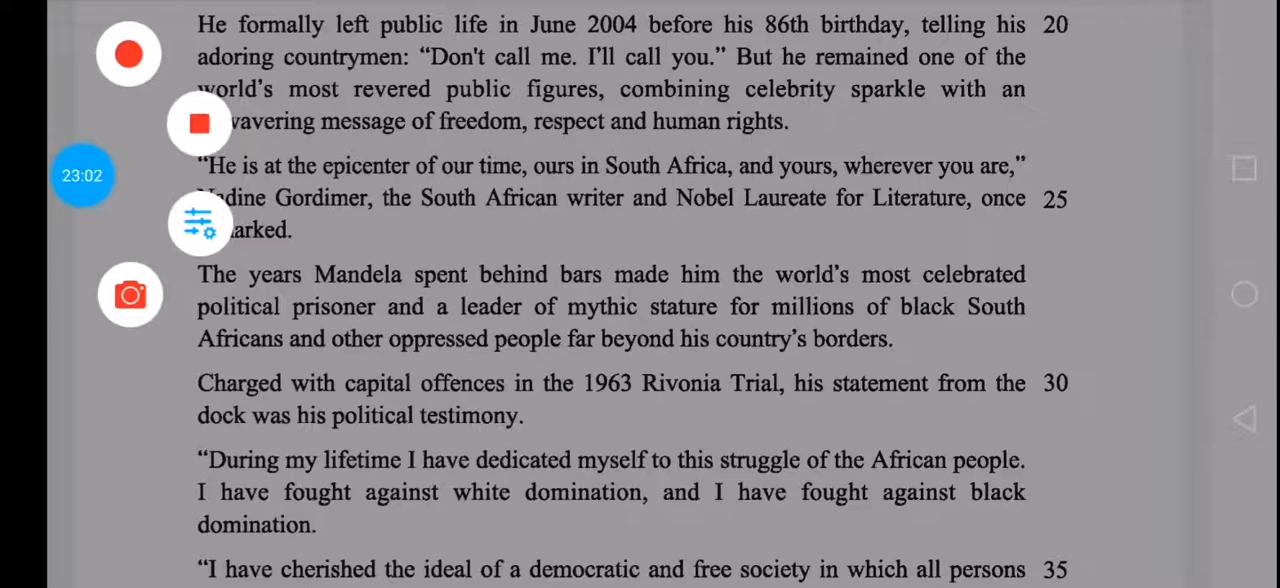 He formally left public life in June 2004 before his 86th birthday, telling his 20
adoring countrymen: “Don't call me. I'll call you.” But he remained one of the
world's most revered public figures, combining celebrity sparkle with an
message of freedom, respect and human rights.
“He is at the epicenter of our time, ours in South Africa, and yours, wherever you are,”
23:02
Gordimer, the South African writer and Nobel Laureate for Literature, once 25
The years Mandela spent behind bars made him the world's most celebrated
political prisoner and a leader of mythic stature for millions of black South
Africans and other oppressed people far beyond his country's borders.
Charged with capital offences in the 1963 Rivonia Trial, his statement from the 30
dock was his political testimony.
“During my lifetime I have dedicated myself to this struggle of the African people.
I have fought against white domination, and I have fought against black
domination.
“I have cherished the ideal of a democratic and free society in which all persons 35